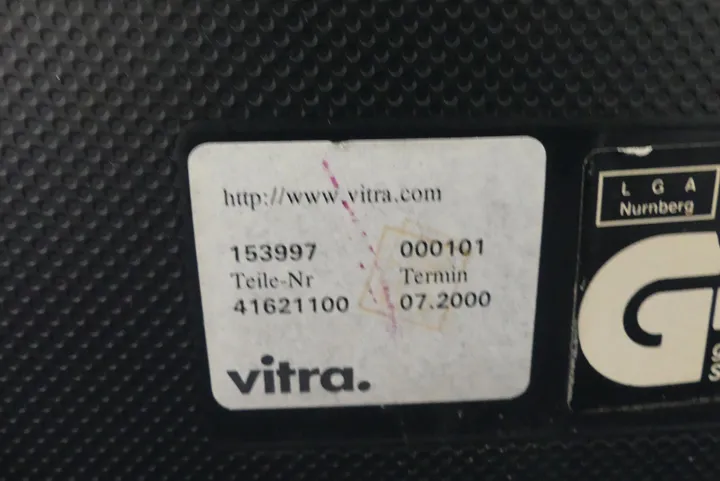 http://www.vitra.com
153997 000101
Teile-Nr Termin
41621100 07.2000
vitra.
L G A
Nurnberg
G